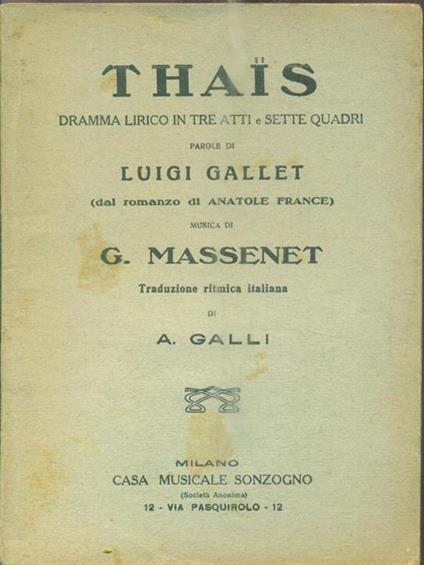 THAÏS
DRAMMA LIRICO IN TRE ATTI e SETTE QUADRI
PAROLE DI
LUIGI GALLET
(dal romanzo di ANATOLE FRANCE)
MUSICA DI
G. MASSENET
Traduzione ritmica italiana
DI
A. GALLI
MILANO
CASA MUSICALE SONZOGNO
(Società Anonima)
12 - VIA PASQUIROLO - 12